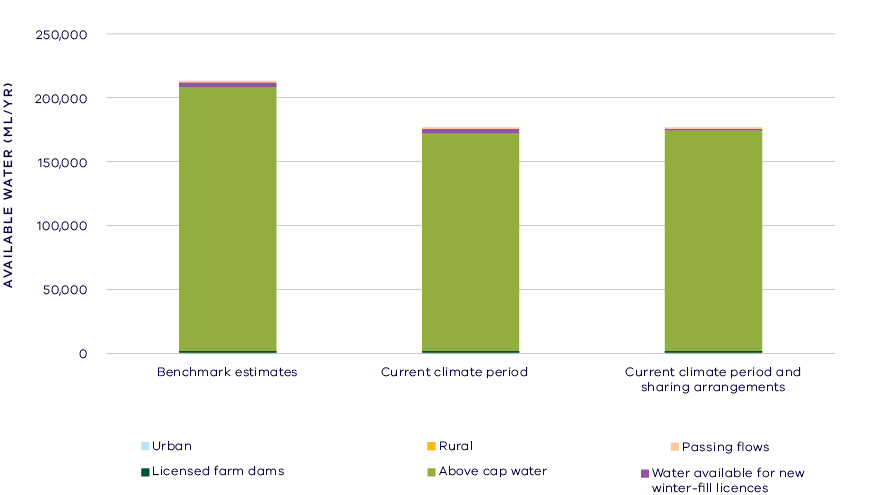 250,000
200,000
150,000
100,000
50,000
0
AVAILABLE WATER (ML/YR)
Benchmark estimates
Current climate period
Current climate period and
sharing arrangements
Urban
Rural
Passing flows
Licensed farm dams
Above cap water
Water available for new
winter-fill licences